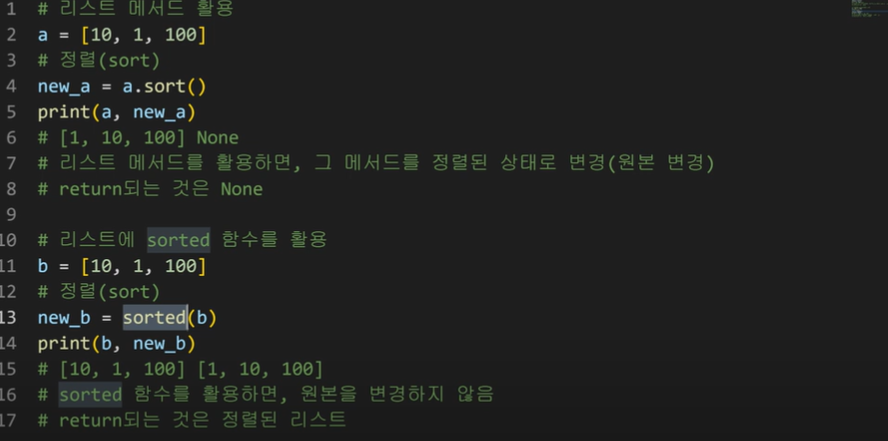 1 # 리스트 메서드 활용
2 a = [10, 1, 100]
3 # 정렬(sort)
4 new_a = a.sort()
5 print(a, new_a)
6 # [1, 10, 100] None
7 # 리스트 메서드를 활용하면, 그 메서드를 정렬된 상태로 변경(원본 변경)
8 # return되는 것은 None
9
10 # 리스트에 sorted 함수를 활용
11 b = [10, 1, 100]
12 # 정렬(sort)
13 new_b = sorted(b)
14 print(b, new_b)
15 # [10, 1, 100] [1, 10, 100]
16 # sorted 함수를 활용하면, 원본을 변경하지 않음
17 # return되는 것은 정렬된 리스트